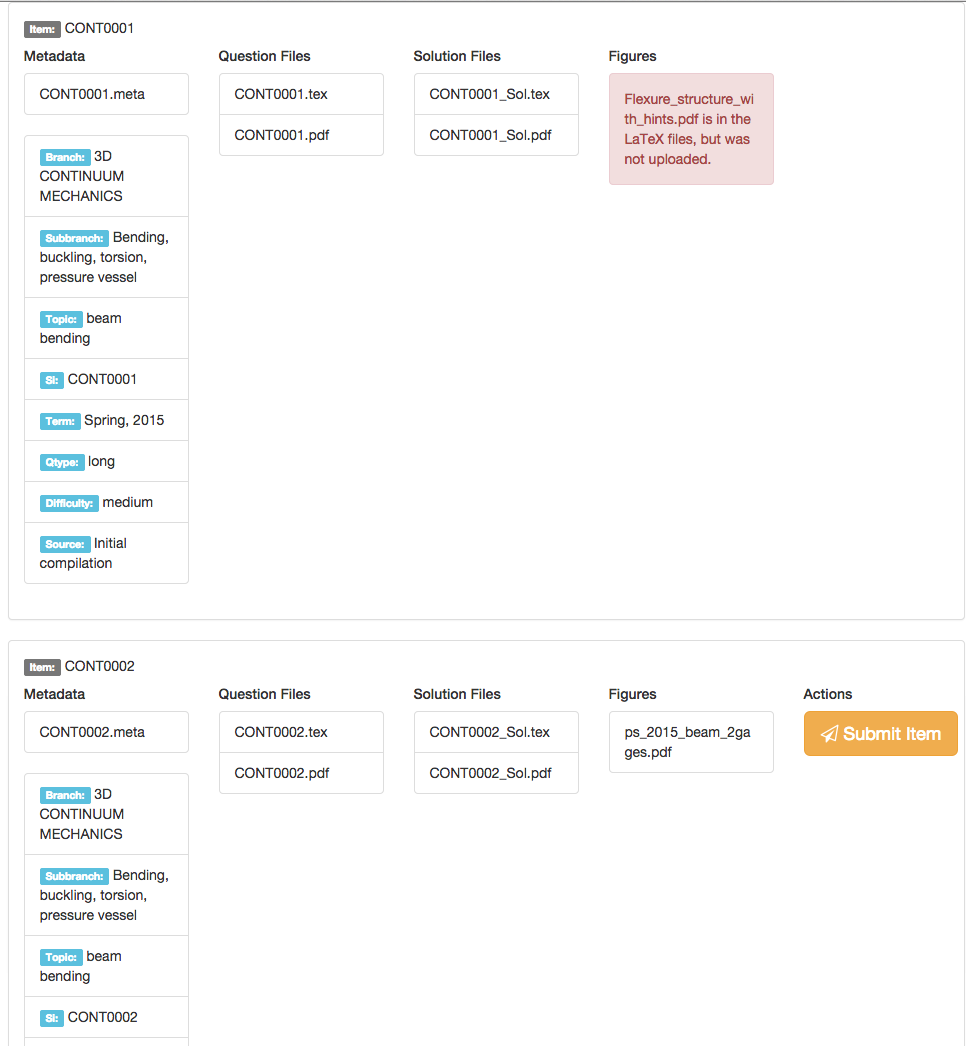 Item: CONT0001
Metadata
Question Files
Solution Files
Figures
CONT0001.meta
CONT0001.tex
CONT0001.pdf
CONT0001_Sol.tex
CONT0001_Sol.pdf
Flexure_structure_wi
th_hints.pdf is in the
LaTeX files, but was
not uploaded.
Branch: 3D
CONTINUUM
MECHANICS
Subbranch: Bending,
buckling, torsion,
pressure vessel
Topic: beam
bending
SI: CONT0001
Term: Spring, 2015
Qtype: long
Difficulty: medium
Source: Initial
compilation
Item: CONT0002
Metadata
Question Files
Solution Files
Figures
Actions
CONT0002.meta
CONT0002.tex
CONT0002.pdf
CONT0002_Sol.tex
CONT0002_Sol.pdf
ps_2015_beam_2ga
ges.pdf
Submit Item
Branch: 3D
CONTINUUM
MECHANICS
Subbranch: Bending,
buckling, torsion,
pressure vessel
Topic: beam
bending
SI: CONT0002